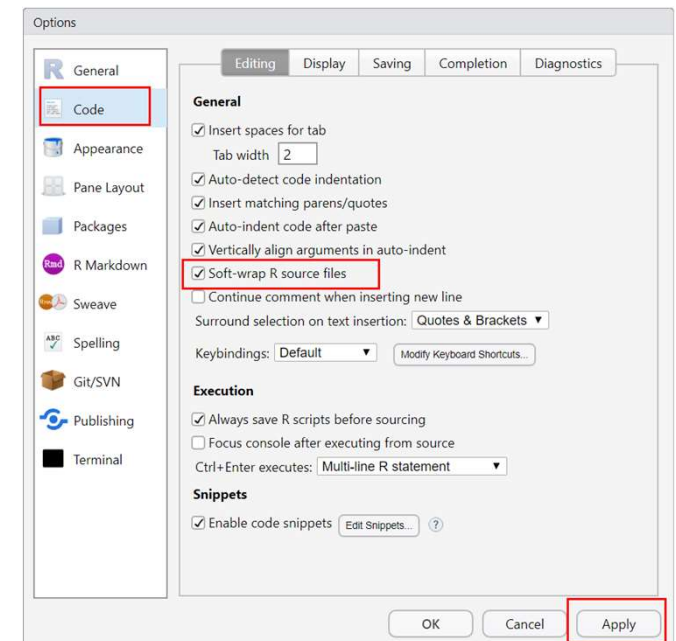 Options
General
Code
Appearance
Pane Layout
Packages
Rmd R Markdown
Sweave
ABC Spelling
Git/SVN
Publishing
Terminal
Editing Display Saving Completion Diagnostics
General
Insert spaces for tab
Tab width 2
Auto-detect code indentation
Insert matching parens/quotes
Auto-indent code after paste
Vertically align arguments in auto-indent
Soft-wrap R source files
Continue comment when inserting new line
Surround selection on text insertion: Quotes & Brackets
Keybindings: Default Modify Keyboard Shortcuts...
Execution
Always save R scripts before sourcing
Focus console after executing from source
Ctrl+Enter executes: Multi-line R statement
Snippets
Enable code snippets Edit Snippets... ?
OK Cancel Apply